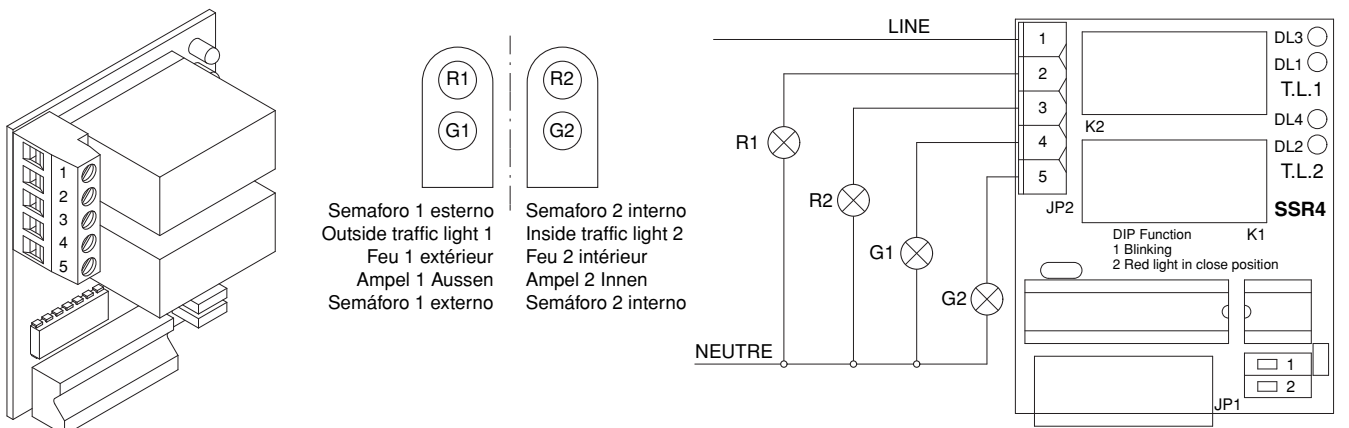 1
2
3
4
5
R1
G1
R2
G2
Semaforo 1 esterno
Outside traffic light 1
Feu 1 extérieur
Ampel 1 Aussen
Semáforo 1 externo
Semaforo 2 interno
Inside traffic light 2
Feu 2 intérieur
Ampel 2 Innen
Semáforo 2 interno
LINE
R1
R2
G1
G2
NEUTRE
1
2
3
4
5
JP2
K2
DL3
DL1
T.L.1
DL4
DL2
T.L.2
SSR4
K1
DIP Function
1 Blinking
2 Red light in close position
1
2
JP1